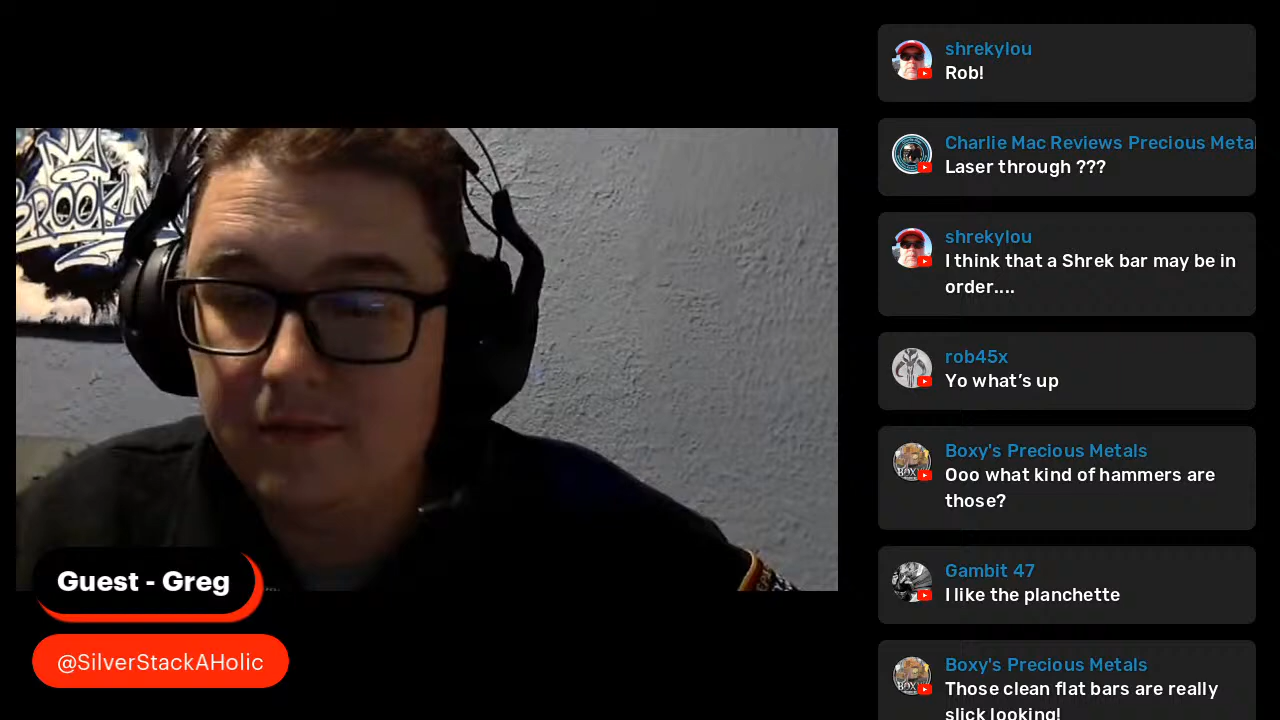 Guest - Greg
@SilverStackAHolic
shrekylou
Rob!
Charlie Mac Reviews Precious Metal
Laser through ???
shrekylou
I think that a Shrek bar may be in
order....
rob45x
Yo what's up
Boxy's Precious Metals
Ooo what kind of hammers are
those?
Gambit 47
I like the planchette
Boxy's Precious Metals
Those clean flat bars are really
slick looking!